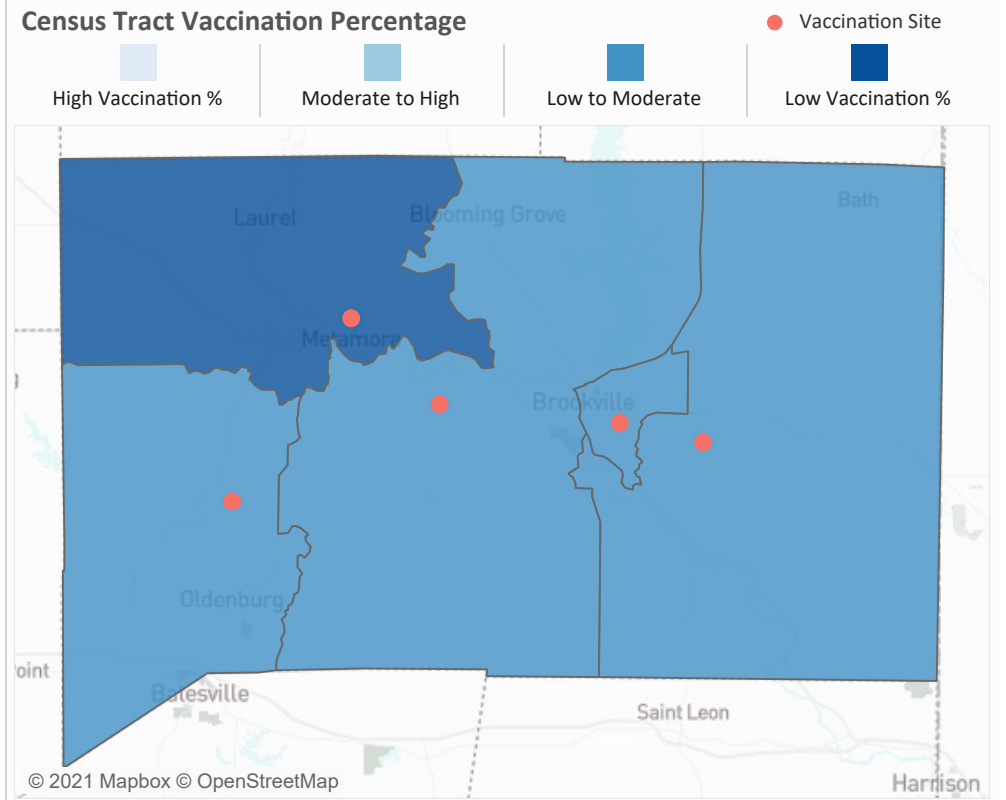 Census Tract Vaccination Percentage
Vaccination Site
High Vaccination %
Moderate to High
Low to Moderate
Low Vaccination %
Bath
Laurel
Blooming Grove
Metamora
Brookville
Oldenburg
oint
Batesville
Saint Leon
© 2021 Mapbox © OpenStreetMap
Harrison